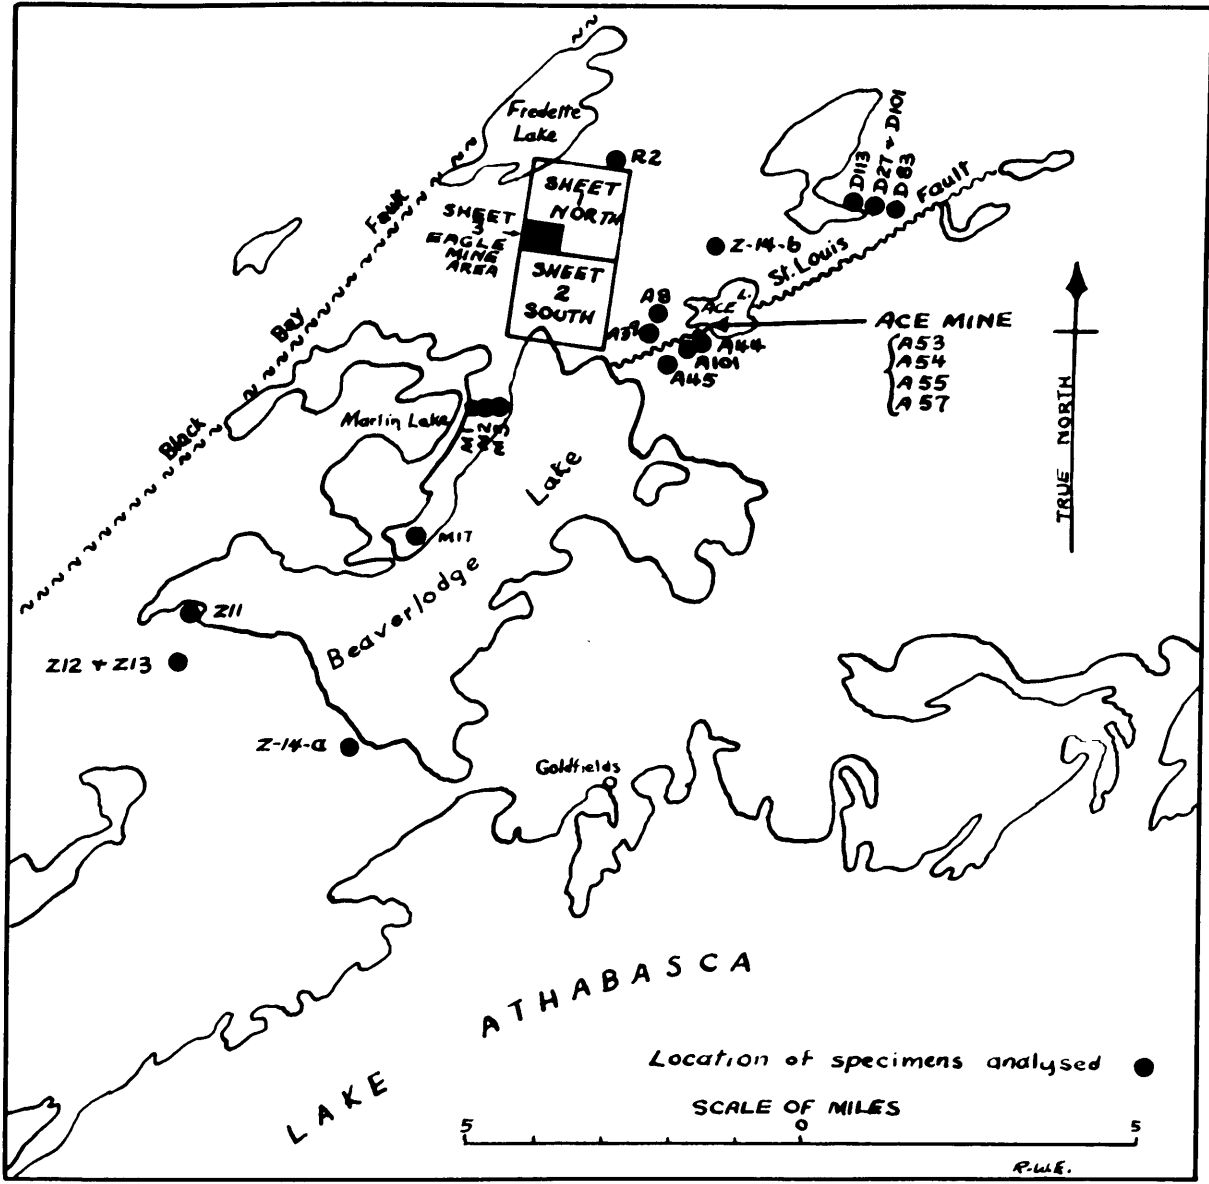 Fredette
Lake
R2
D113
D27 + D101
D83
SHEET
1
NORTH
SHEET
3
EAGLE
MINE
AREA
Fault
Fault
Z-14-b
St. Louis
SHEET
2
SOUTH
A8
ACE L.
ACE MINE
A53
A54
A55
A57
A44
A101
A45
Bay
Black
Martin Lake
M1
M2
Lake
TRUE NORTH
M17
Beaverlodge
Z11
Z12 + Z13
Z-14-a
Goldfields
LAKE ATHABASCA
Location of specimens analysed
SCALE OF MILES
5 0 5
R.W.E.